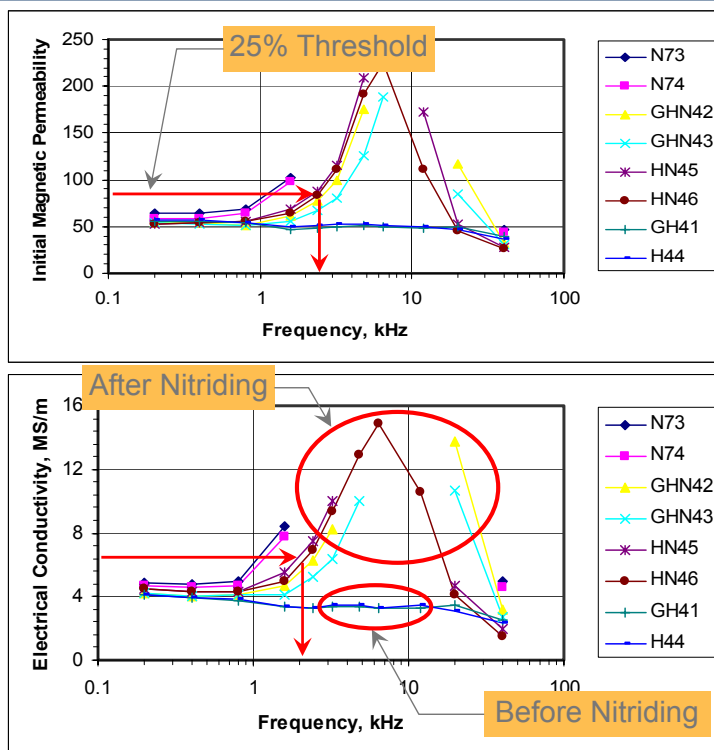 25% Threshold
Initial Magnetic Permeability
250
200
150
100
50
0
0.1
1
10
100
Frequency, kHz
N73
N74
GHN42
GHN43
HN45
HN46
GH41
H44
After Nitriding
Electrical Conductivity, MS/m
16
12
8
4
0
0.1
1
10
100
Frequency, kHz
Before Nitriding
N73
N74
GHN42
GHN43
HN45
HN46
GH41
H44